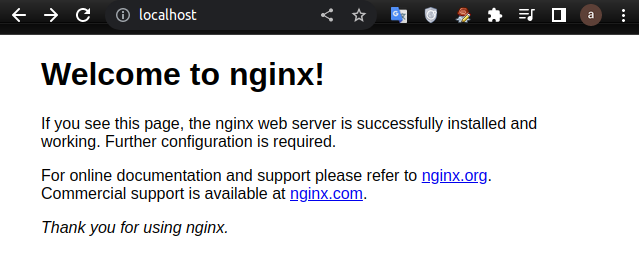 localhost
a
Welcome to nginx!
If you see this page, the nginx web server is successfully installed and
working. Further configuration is required.
For online documentation and support please refer to nginx.org.
Commercial support is available at nginx.com.
Thank you for using nginx.